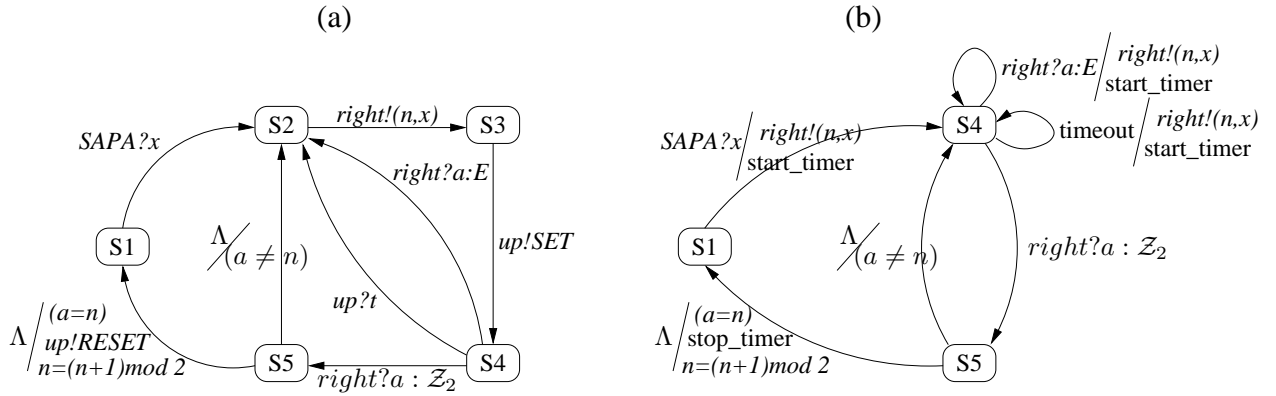 (a)
S2
right!(n,x)
S3
SAPA?x
right?a:E
S1
Λ
(a ≠ n)
up!SET
up?t
Λ
(a=n)
up!RESET
n=(n+1)mod 2
S5
right?a : Z₂
S4
(b)
right?a:E
right!(n,x)
start_timer
S4
timeout
right!(n,x)
start_timer
SAPA?x
right!(n,x)
start_timer
S1
Λ
(a ≠ n)
right?a : Z₂
Λ
(a=n)
stop_timer
n=(n+1)mod 2
S5